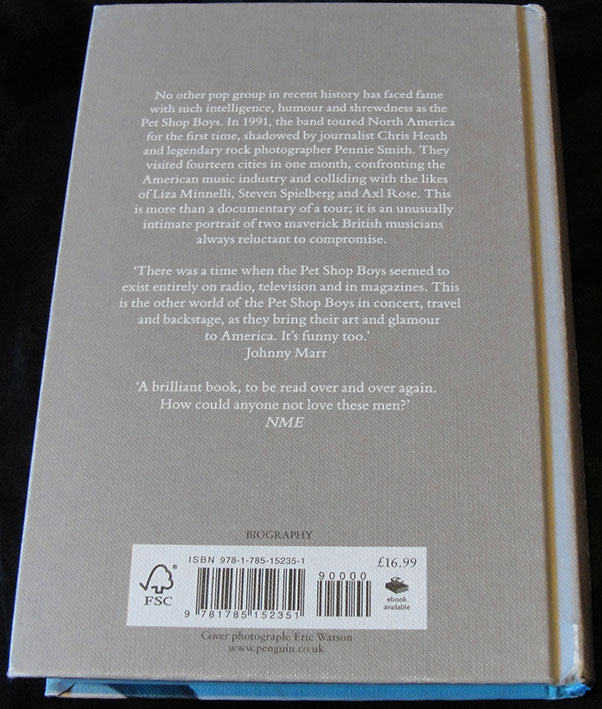 No other pop group in recent history has faced fame
with such intelligence, humour and shrewdness as the
Pet Shop Boys. In 1991, the band toured North America
for the first time, shadowed by journalist Chris Heath
and legendary rock photographer Pennie Smith. They
visited fourteen cities in one month, confronting the
American music industry and colliding with the likes
of Liza Minnelli, Steven Spielberg and Axl Rose. This
is more than a documentary of a tour; it is an unusually
intimate portrait of two maverick British musicians
always reluctant to compromise.
‘There was a time when the Pet Shop Boys seemed to
exist entirely on radio, television and in magazines. This
is the other world of the Pet Shop Boys in concert, travel
and backstage, as they bring their art and glamour
to America. It’s funny too.’
Johnny Marr
‘A brilliant book, to be read over and over again.
How could anyone not love these men?’
NME
BIOGRAPHY
ISBN 978-1-785-15235-1
£16.99
90000
FSC
ebook
available
9 781785 152351
Cover photograph: Eric Watson
www.penguin.co.uk